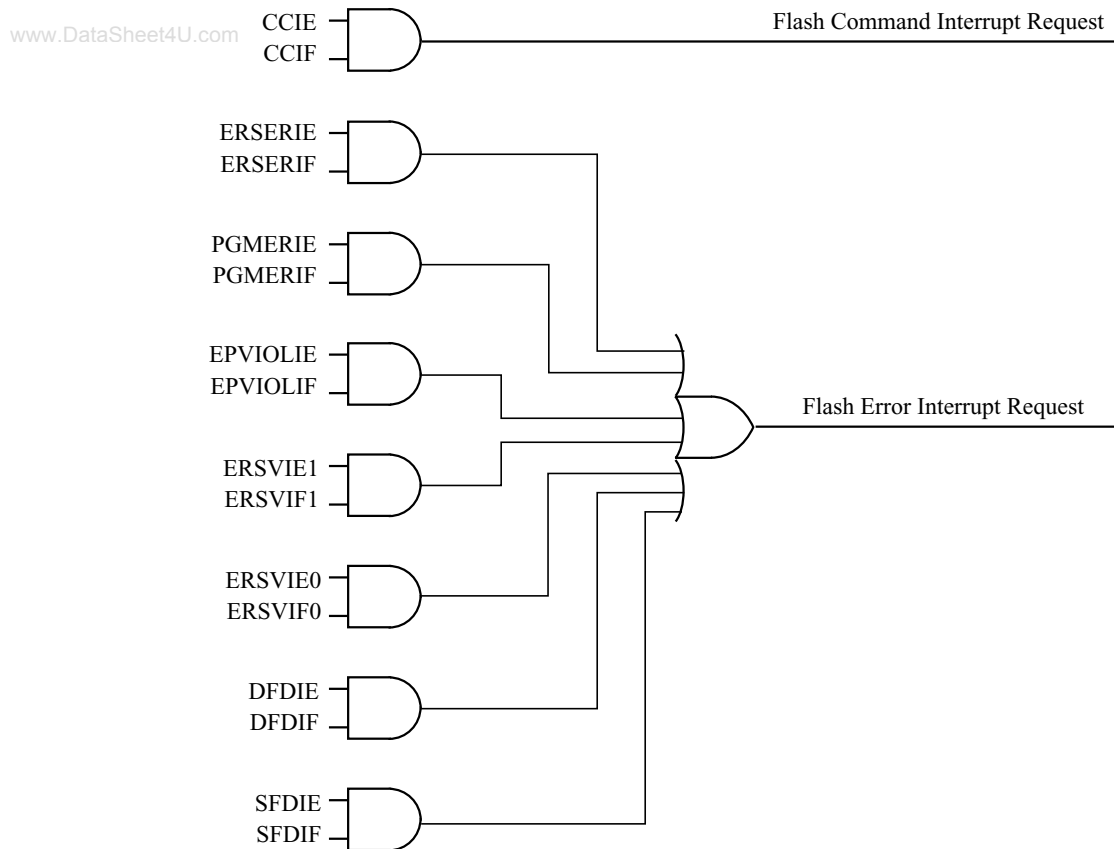 www.DataSheet4U.com
CCIE
CCIF
Flash Command Interrupt Request
ERSERIE
ERSERIF
PGMERIE
PGMERIF
EPVIOLIE
EPVIOLIF
Flash Error Interrupt Request
ERSVIE1
ERSVIF1
ERSVIE0
ERSVIF0
DFDIE
DFDIF
SFDIE
SFDIF